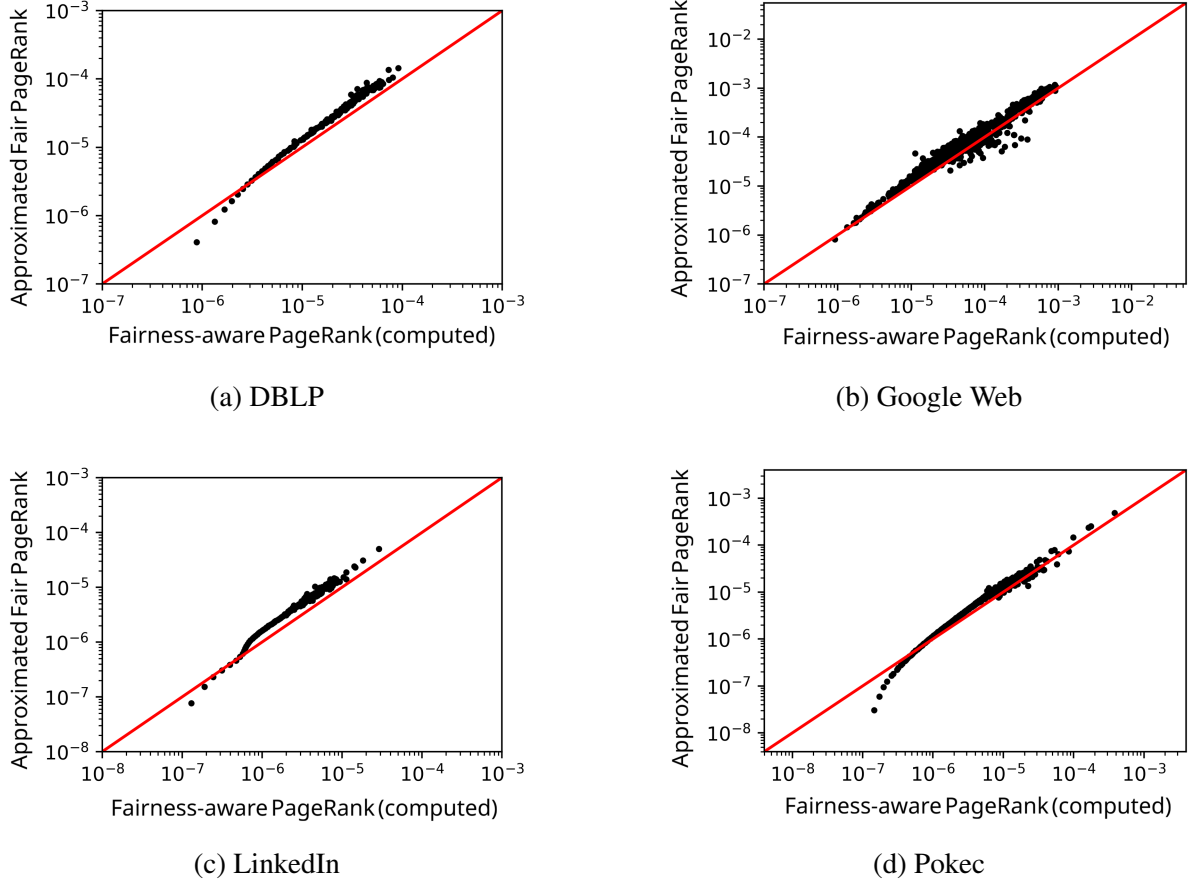 Approximated Fair PageRank
10⁻³
10⁻⁴
10⁻⁵
10⁻⁶
10⁻⁷
10⁻⁷ 10⁻⁶ 10⁻⁵ 10⁻⁴ 10⁻³
Fairness-aware PageRank (computed)
(a) DBLP
Approximated Fair PageRank
10⁻²
10⁻³
10⁻⁴
10⁻⁵
10⁻⁶
10⁻⁷
10⁻⁷ 10⁻⁶ 10⁻⁵ 10⁻⁴ 10⁻³ 10⁻²
Fairness-aware PageRank (computed)
(b) Google Web
Approximated Fair PageRank
10⁻³
10⁻⁴
10⁻⁵
10⁻⁶
10⁻⁷
10⁻⁸
10⁻⁸ 10⁻⁷ 10⁻⁶ 10⁻⁵ 10⁻⁴ 10⁻³
Fairness-aware PageRank (computed)
(c) LinkedIn
Approximated Fair PageRank
10⁻³
10⁻⁴
10⁻⁵
10⁻⁶
10⁻⁷
10⁻⁸
10⁻⁸ 10⁻⁷ 10⁻⁶ 10⁻⁵ 10⁻⁴ 10⁻³
Fairness-aware PageRank (computed)
(d) Pokec